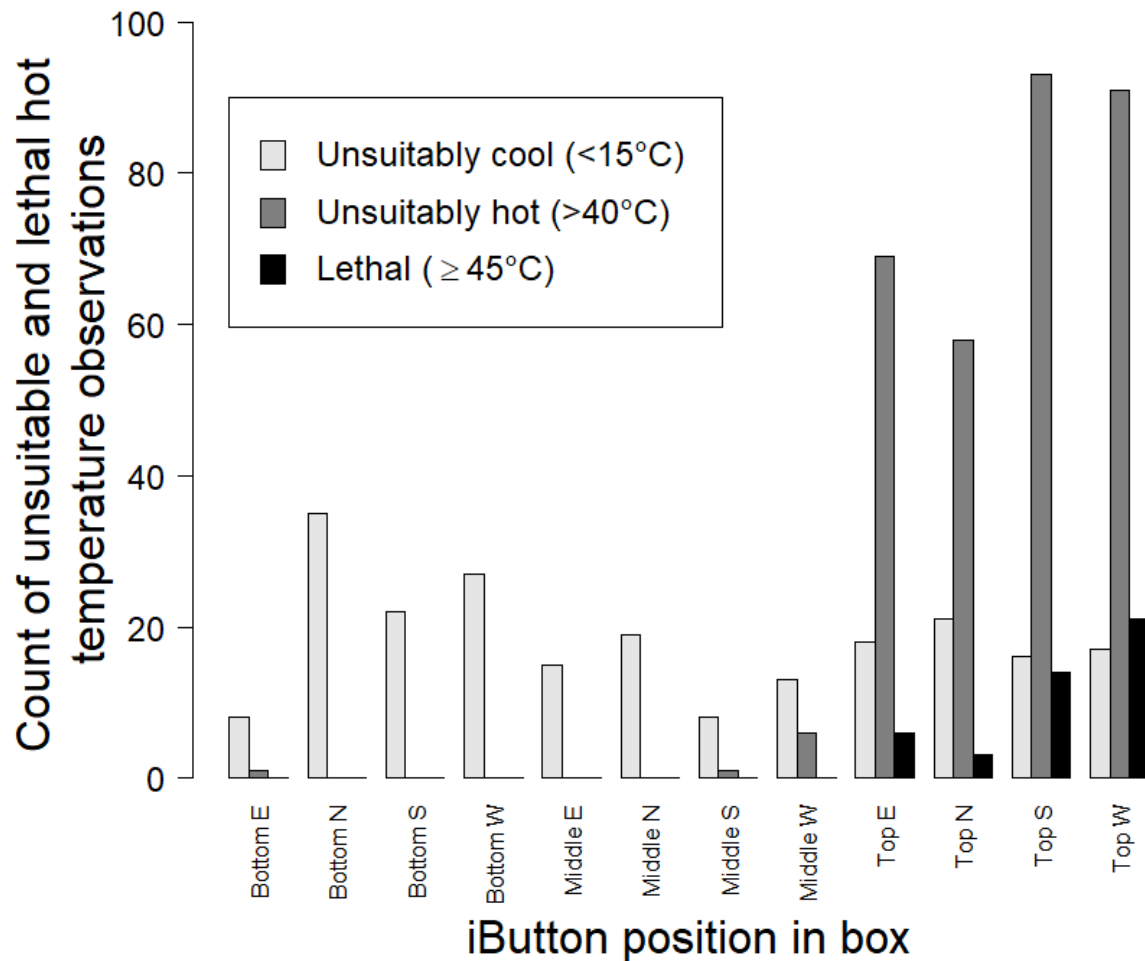 Count of unsuitable and lethal hot
temperature observations
100
80
60
40
20
0
Unsuitably cool (<15°C)
Unsuitably hot (>40°C)
Lethal (≥45°C)
Bottom E
Bottom N
Bottom S
Bottom W
Middle E
Middle N
Middle S
Middle W
Top E
Top N
Top S
Top W
iButton position in box